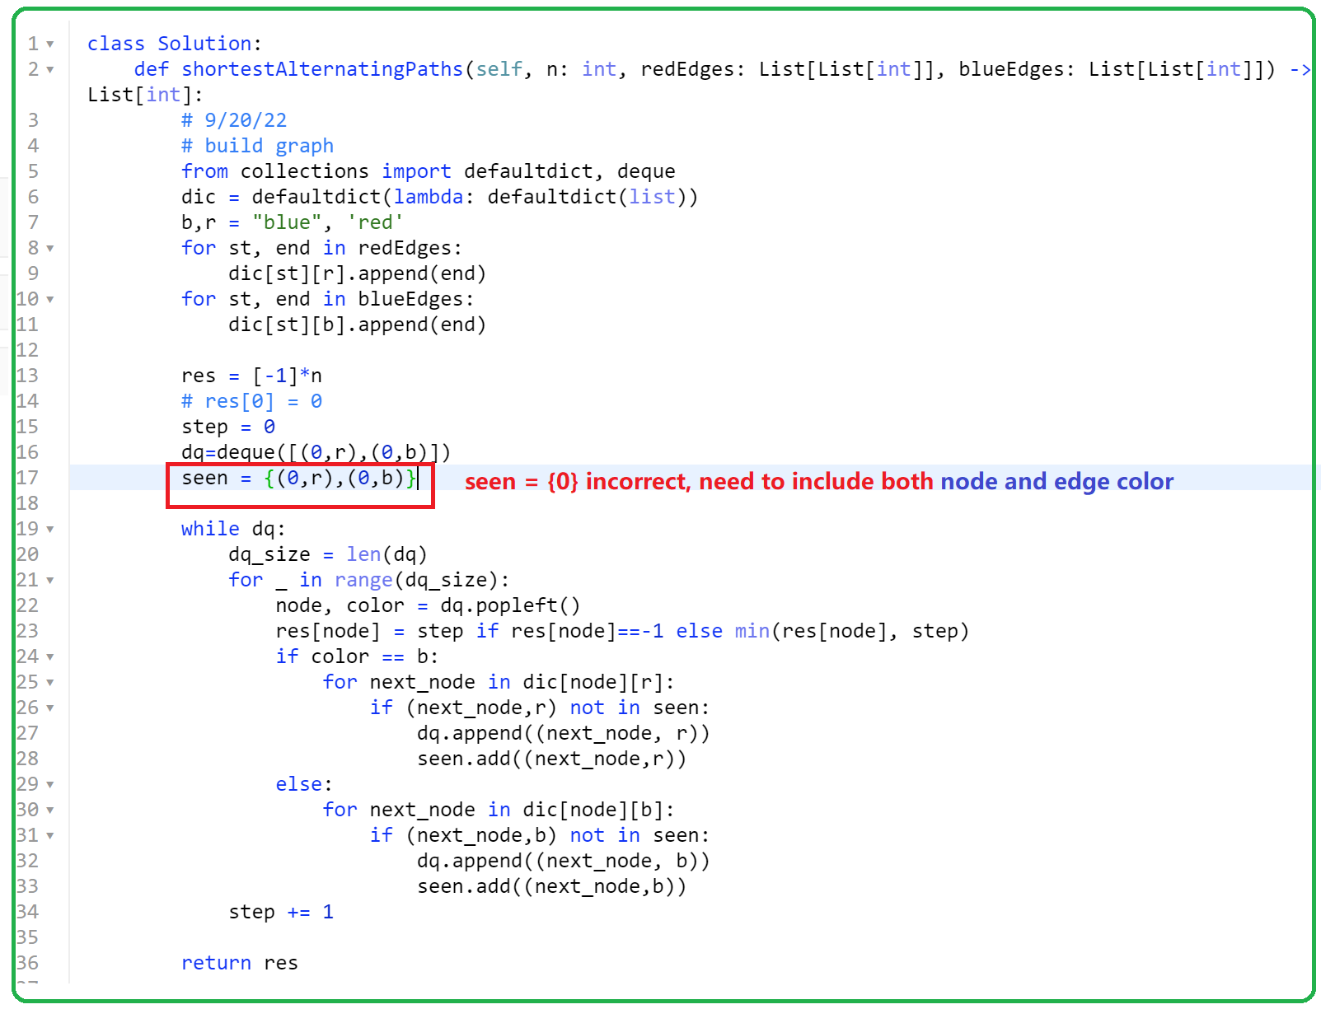 1 class Solution:
2 def shortestAlternatingPaths(self, n: int, redEdges: List[List[int]], blueEdges: List[List[int]]) ->
List[int]:
3 # 9/20/22
4 # build graph
5 from collections import defaultdict, deque
6 dic = defaultdict(lambda: defaultdict(list))
7 b,r = "blue", 'red'
8 for st, end in redEdges:
9 dic[st][r].append(end)
10 for st, end in blueEdges:
11 dic[st][b].append(end)
12
13 res = [-1]*n
14 # res[0] = 0
15 step = 0
16 dq=deque([(0,r),(0,b)])
17 seen = {(0,r),(0,b)} seen = {0} incorrect, need to include both node and edge color
18
19 while dq:
20 dq_size = len(dq)
21 for _ in range(dq_size):
22 node, color = dq.popleft()
23 res[node] = step if res[node]==-1 else min(res[node], step)
24 if color == b:
25 for next_node in dic[node][r]:
26 if (next_node,r) not in seen:
27 dq.append((next_node, r))
28 seen.add((next_node,r))
29 else:
30 for next_node in dic[node][b]:
31 if (next_node,b) not in seen:
32 dq.append((next_node, b))
33 seen.add((next_node,b))
34 step += 1
35
36 return res